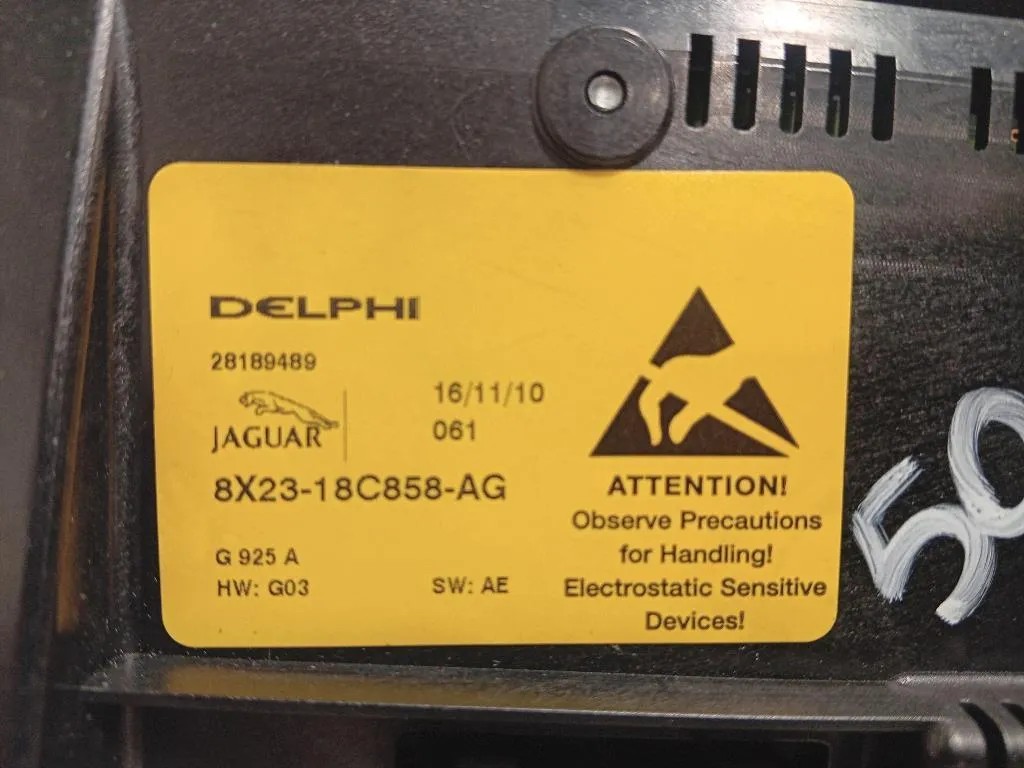 DELPHI
28189489
16/11/10
JAGUAR
061
8X23-18C858-AG
G 925 A
HW: G03
SW: AE
ATTENTION!
Observe Precautions
for Handling!
Electrostatic Sensitive
Devices!
50